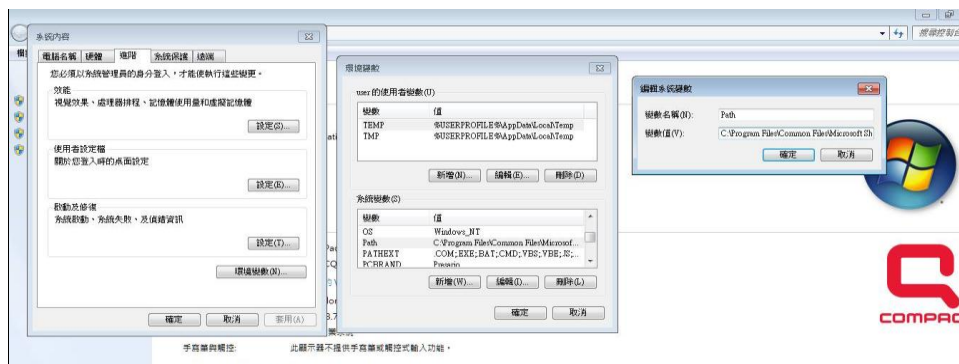 搜尋控制台
系統內容
電腦名稱 硬體 進階 系統保護 遠端
您必須以系統管理員的身分登入，才能使執行這些變更。
效能
視覺效果、處理器排程、記憶體使用量和虛擬記憶體
設定(S)...
使用者設定檔
關於您登入時的桌面設定
設定(E)...
啟動及修復
系統啟動、系統失敗、及偵錯資訊
設定(T)...
環境變數(N)...
確定 取消 套用(A)
環境變數
user 的使用者變數(U)
變數 值
TEMP %USERPROFILE%\AppData\Local\Temp
TMP %USERPROFILE%\AppData\Local\Temp
新增(N)... 編輯(E)... 刪除(D)
系統變數(S)
變數 值
OS Windows_NT
Path C:\Program Files\Common Files\Microsof...
PATHEXT .COM;.EXE;.BAT;.CMD;.VBS;.VBE;.JS;...
PCBRAND Presario
新增(W)... 編輯(I)... 刪除(L)
確定 取消
編輯系統變數
變數名稱(N): Path
變數值(V): C:\Program Files\Common Files\Microsoft Sh
確定 取消
COMPAQ
手寫筆與觸控: 此顯示器不提供手寫筆或觸控式輸入功能。